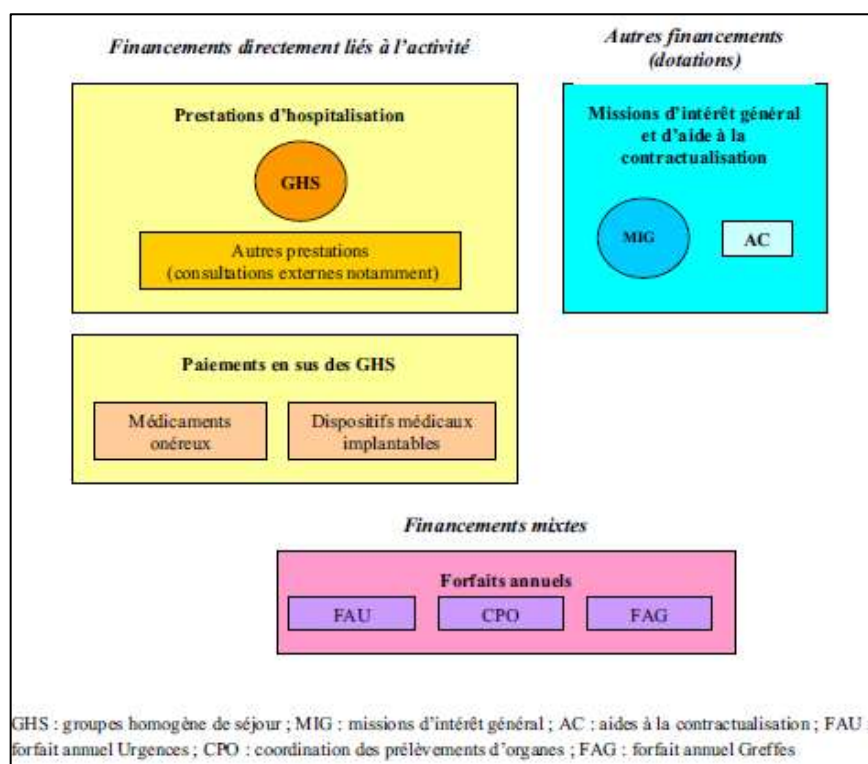 Financements directement liés à l'activité
Autres financements
(dotations)
Prestations d'hospitalisation
GHS
Autres prestations
(consultations externes notamment)
Missions d'intérêt général
et d'aide à la
contractualisation
MIG
AC
Paiements en sus des GHS
Médicaments
onéreux
Dispositifs médicaux
implantables
Financements mixtes
Forfaits annuels
FAU
CPO
FAG
GHS : groupes homogène de séjour ; MIG : missions d'intérêt général ; AC : aides à la contractualisation ; FAU :
forfait annuel Urgences ; CPO : coordination des prélèvements d'organes ; FAG : forfait annuel Greffes